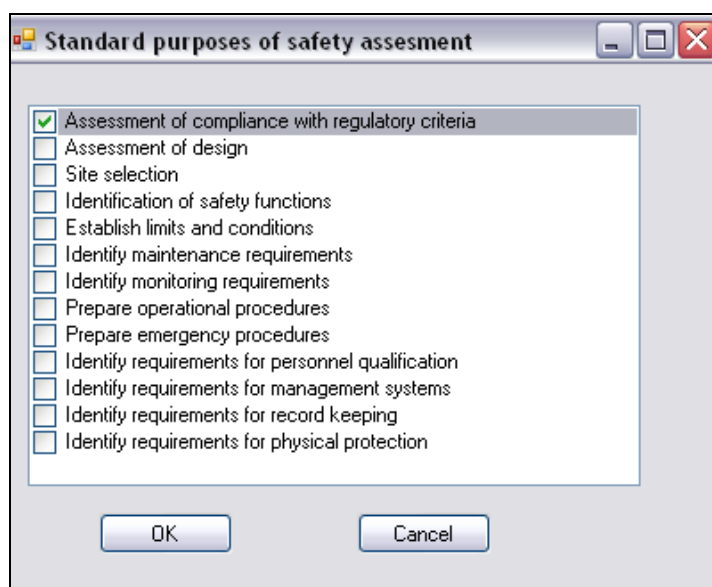 Standard purposes of safety assesment
Assessment of compliance with regulatory criteria
Assessment of design
Site selection
Identification of safety functions
Establish limits and conditions
Identify maintenance requirements
Identify monitoring requirements
Prepare operational procedures
Prepare emergency procedures
Identify requirements for personnel qualification
Identify requirements for management systems
Identify requirements for record keeping
Identify requirements for physical protection
OK
Cancel